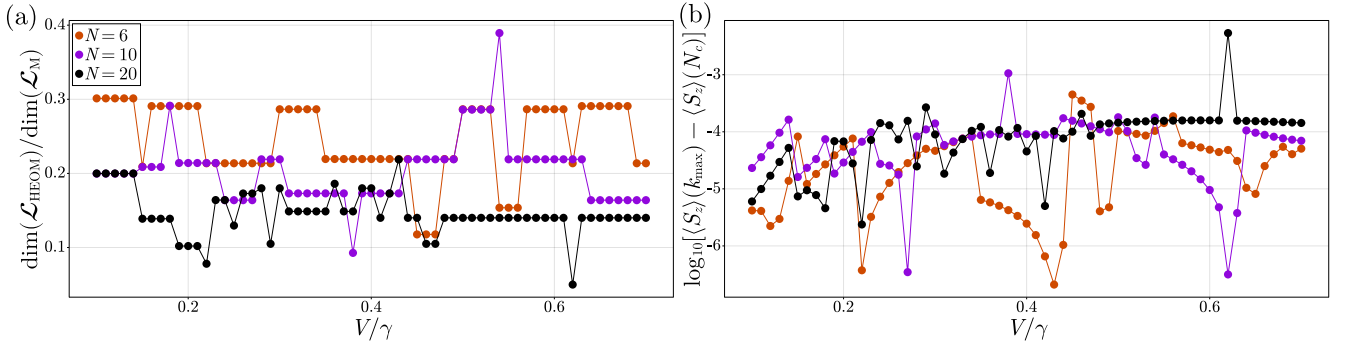 (a)
dim(𝓛_HEOM)/dim(𝓛_M)
0.4
0.3
0.2
0.1
N = 6
N = 10
N = 20
0.2
0.4
0.6
V/γ
(b)
log₁₀[⟨S_z⟩(k_max) − ⟨S_z⟩(N_c)]
-3
-4
-5
-6
0.2
0.4
0.6
V/γ